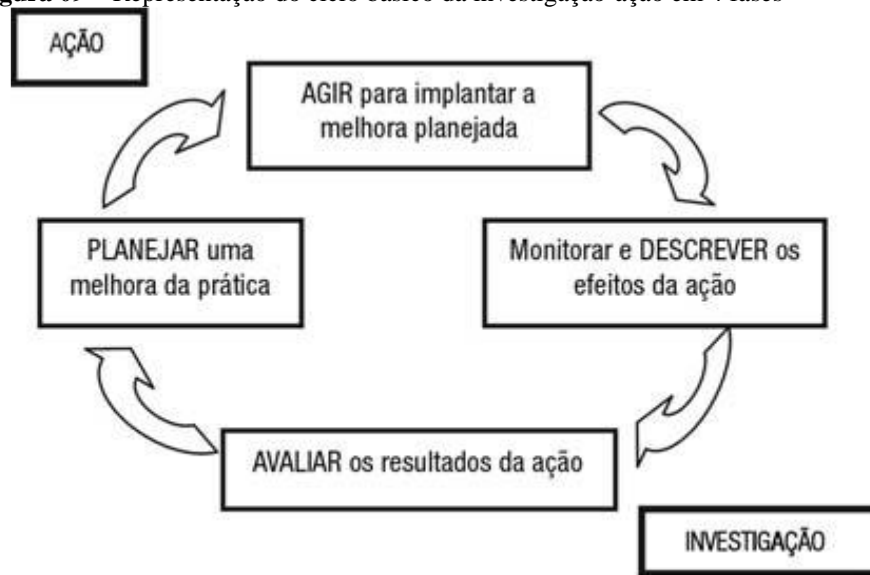 AÇÃO
AGIR para implantar a
melhora planejada
PLANEJAR uma
melhora da prática
Monitorar e DESCREVER os
efeitos da ação
AVALIAR os resultados da ação
INVESTIGAÇÃO